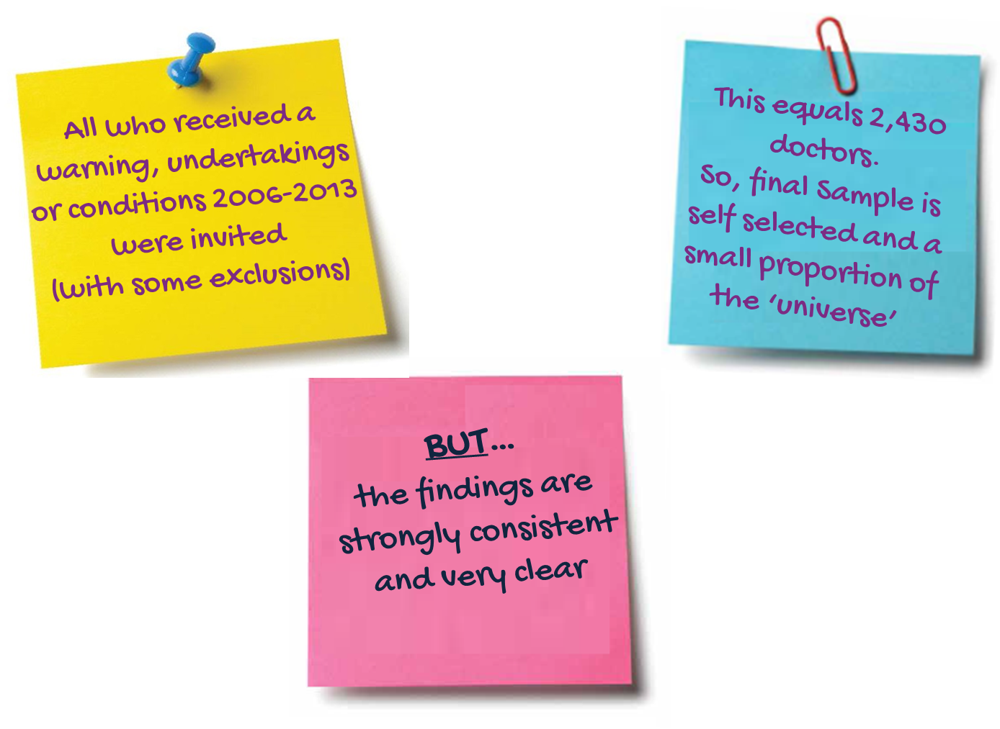 All who received a
warning, undertakings
or conditions 2006-2013
were invited
(with some exclusions)
This equals 2,430
doctors.
So, final Sample is
self selected and a
small proportion of
the ‘universe’
BUT...
the findings are
strongly consistent
and very clear